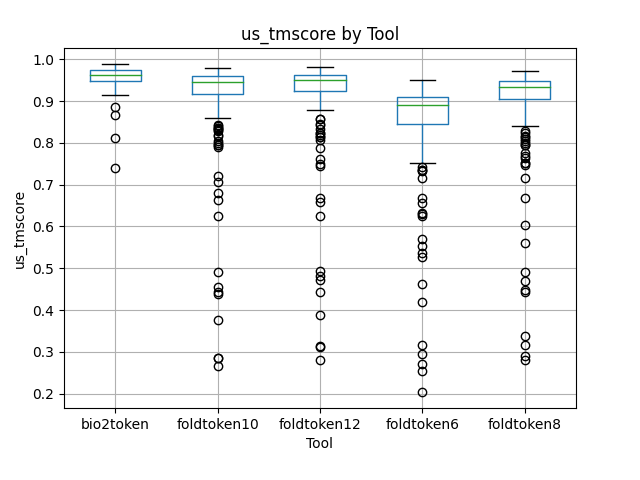 us_tmscore by Tool
1.0
0.9
0.8
0.7
0.6
0.5
0.4
0.3
0.2
us_tmscore
bio2token foldtoken10 foldtoken12 foldtoken6 foldtoken8
Tool